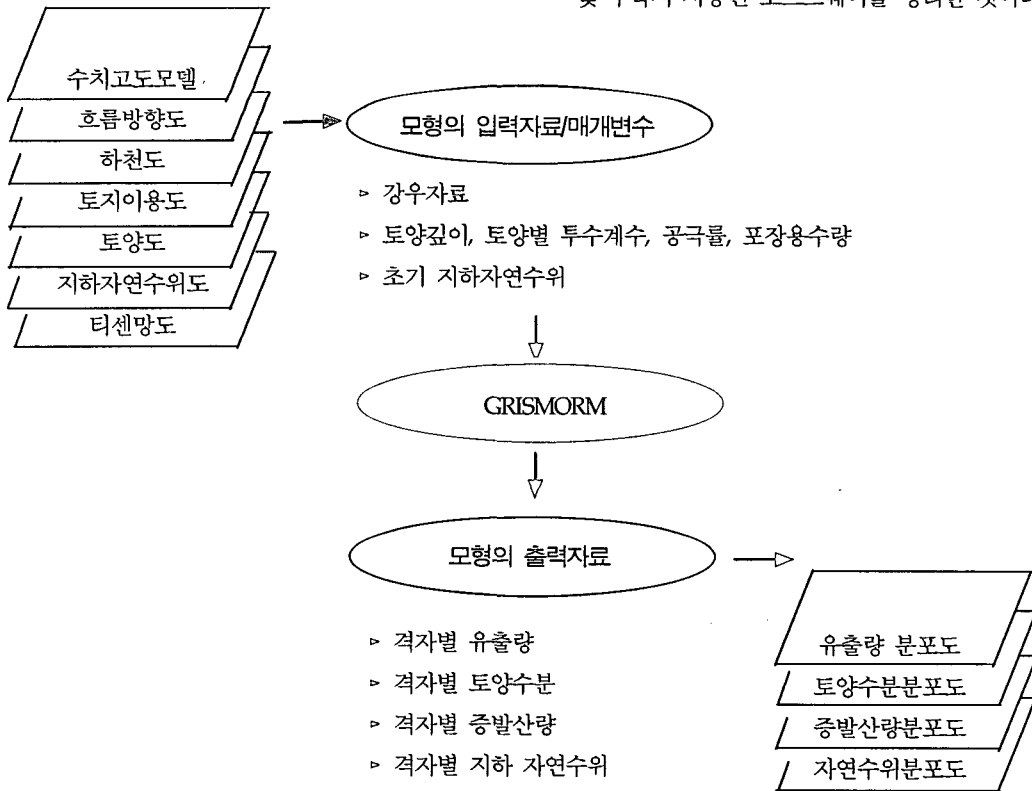 수치고도모델
흐름방향도
하천도
토지이용도
토양도
지하자연수위도
티센망도
모형의 입력자료/매개변수
▹ 강우자료
▹ 토양깊이, 토양별 투수계수, 공극률, 포장용수량
▹ 초기 지하자연수위
GRISMORM
모형의 출력자료
▹ 격자별 유출량
▹ 격자별 토양수분
▹ 격자별 증발산량
▹ 격자별 지하 자연수위
유출량 분포도
토양수분분포도
증발산량분포도
자연수위분포도